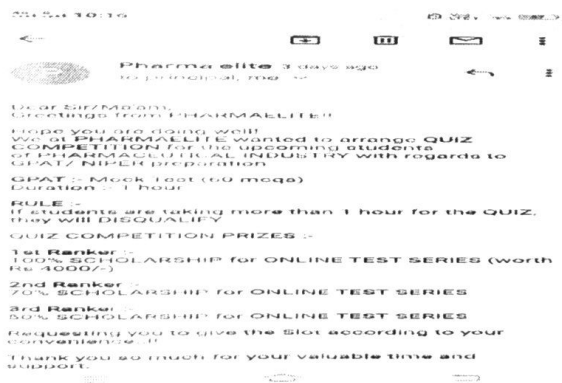 10:16
Pharma elite 3 days ago
to principal, me
Dear Sir/Ma'am,
Greetings from PHARMAELITE!!
Hope you are doing well!
We at PHARMAELITE wanted to arrange QUIZ
COMPETITION for the upcoming students
of PHARMACEUTICAL INDUSTRY with regards to
GPAT/ NIPER preparation
GPAT :- Mock Test (60 mcqs)
Duration :- 1 hour
RULE :-
If students are taking more than 1 hour for the QUIZ,
they will DISQUALIFY
QUIZ COMPETITION PRIZES :-
1st Ranker :-
100% SCHOLARSHIP for ONLINE TEST SERIES (worth
Rs 4000/-)
2nd Ranker :-
70% SCHOLARSHIP for ONLINE TEST SERIES
3rd Ranker :-
SCHOLARSHIP for ONLINE TEST SERIES
Requesting you to give the Slot according to your
convenience..!!
Thank you so much for your valuable time and
support.